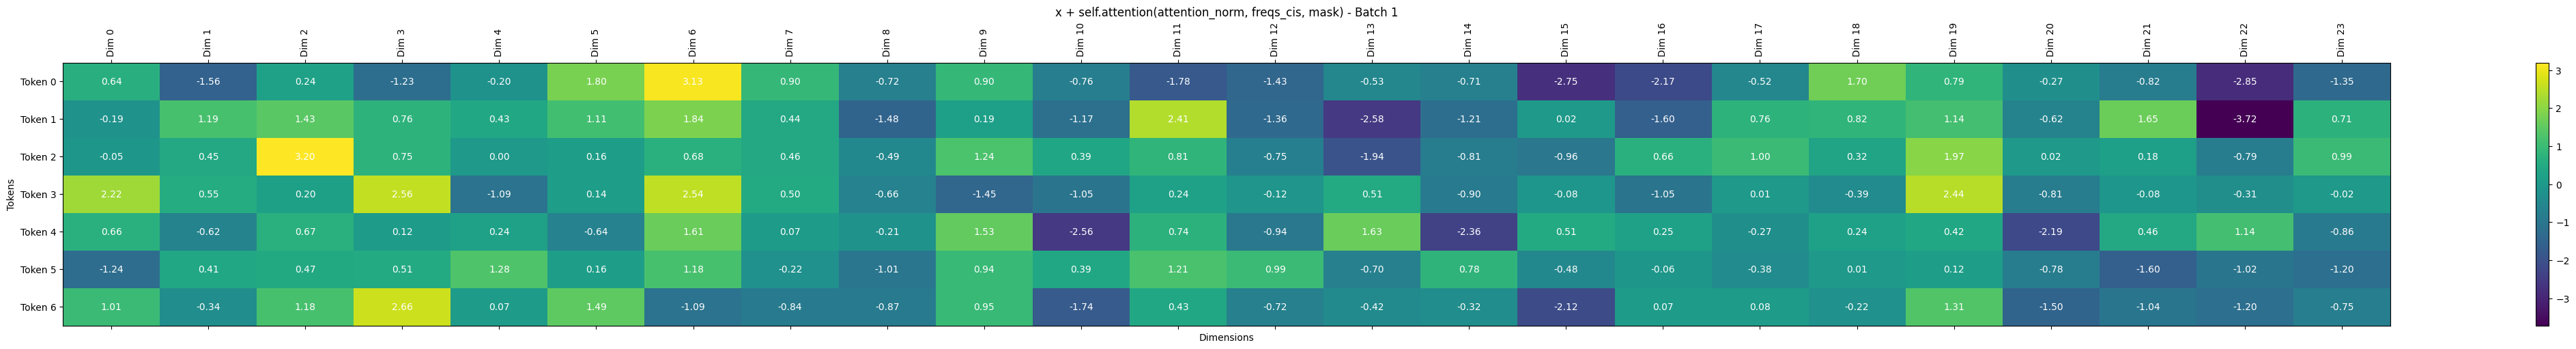 x + self.attention(attention_norm, freqs_cis, mask) - Batch 1
Dim 0 Dim 1 Dim 2 Dim 3 Dim 4 Dim 5 Dim 6 Dim 7 Dim 8 Dim 9 Dim 10 Dim 11 Dim 12 Dim 13 Dim 14 Dim 15 Dim 16 Dim 17 Dim 18 Dim 19 Dim 20 Dim 21 Dim 22 Dim 23
Token 0 0.64 -1.56 0.24 -1.23 -0.20 1.80 3.13 0.90 -0.72 0.90 -0.76 -1.78 -1.43 -0.53 -0.71 -2.75 -2.17 -0.52 1.70 0.79 -0.27 -0.82 -2.85 -1.35
Token 1 -0.19 1.19 1.43 0.76 0.43 1.11 1.84 0.44 -1.48 0.19 -1.17 2.41 -1.36 -2.58 -1.21 0.02 -1.60 0.76 0.82 1.14 -0.62 1.65 -3.72 0.71
Token 2 -0.05 0.45 3.20 0.75 0.00 0.16 0.68 0.46 -0.49 1.24 0.39 0.81 -0.75 -1.94 -0.81 -0.96 0.66 1.00 0.32 1.97 0.02 0.18 -0.79 0.99
Token 3 2.22 0.55 0.20 2.56 -1.09 0.14 2.54 0.50 -0.66 -1.45 -1.05 0.24 -0.12 0.51 -0.90 -0.08 -1.05 0.01 -0.39 2.44 -0.81 -0.08 -0.31 -0.02
Token 4 0.66 -0.62 0.67 0.12 0.24 -0.64 1.61 0.07 -0.21 1.53 -2.56 0.74 -0.94 1.63 -2.36 0.51 0.25 -0.27 0.24 0.42 -2.19 0.46 1.14 -0.86
Token 5 -1.24 0.41 0.47 0.51 1.28 0.16 1.18 -0.22 -1.01 0.94 0.39 1.21 0.99 -0.70 0.78 -0.48 -0.06 -0.38 0.01 0.12 -0.78 -1.60 -1.02 -1.20
Token 6 1.01 -0.34 1.18 2.66 0.07 1.49 -1.09 -0.84 -0.87 0.95 -1.74 0.43 -0.72 -0.42 -0.32 -2.12 0.07 0.08 -0.22 1.31 -1.50 -1.04 -1.20 -0.75
Tokens
Dimensions
3
2
1
0
−1
−2
−3